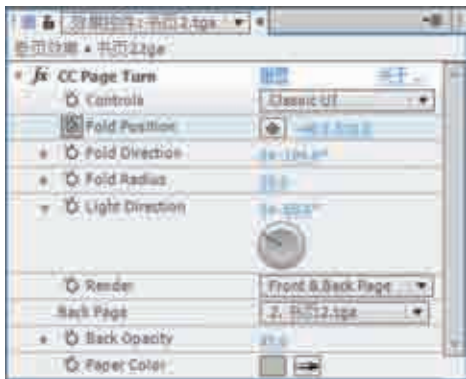 效果控件: 书页2.tga
卷页效果 • 书页2.tga
fx CC Page Turn
Controls Classic UI
Fold Position
Fold Direction
Fold Radius
Light Direction
Render Front & Back Page
Back Page 2. 书页2.tga
Back Opacity
Paper Color